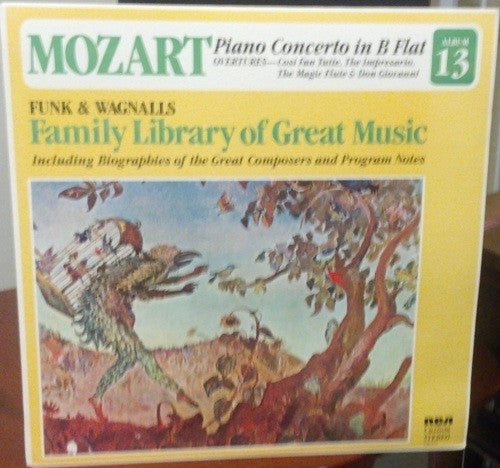 MOZART Piano Concerto in B Flat
OVERTURES—Cosi Fan Tutte, The Impresario,
The Magic Flute & Don Giovanni
ALBUM
13
FUNK & WAGNALLS
Family Library of Great Music
Including Biographies of the Great Composers and Program Notes
RCA